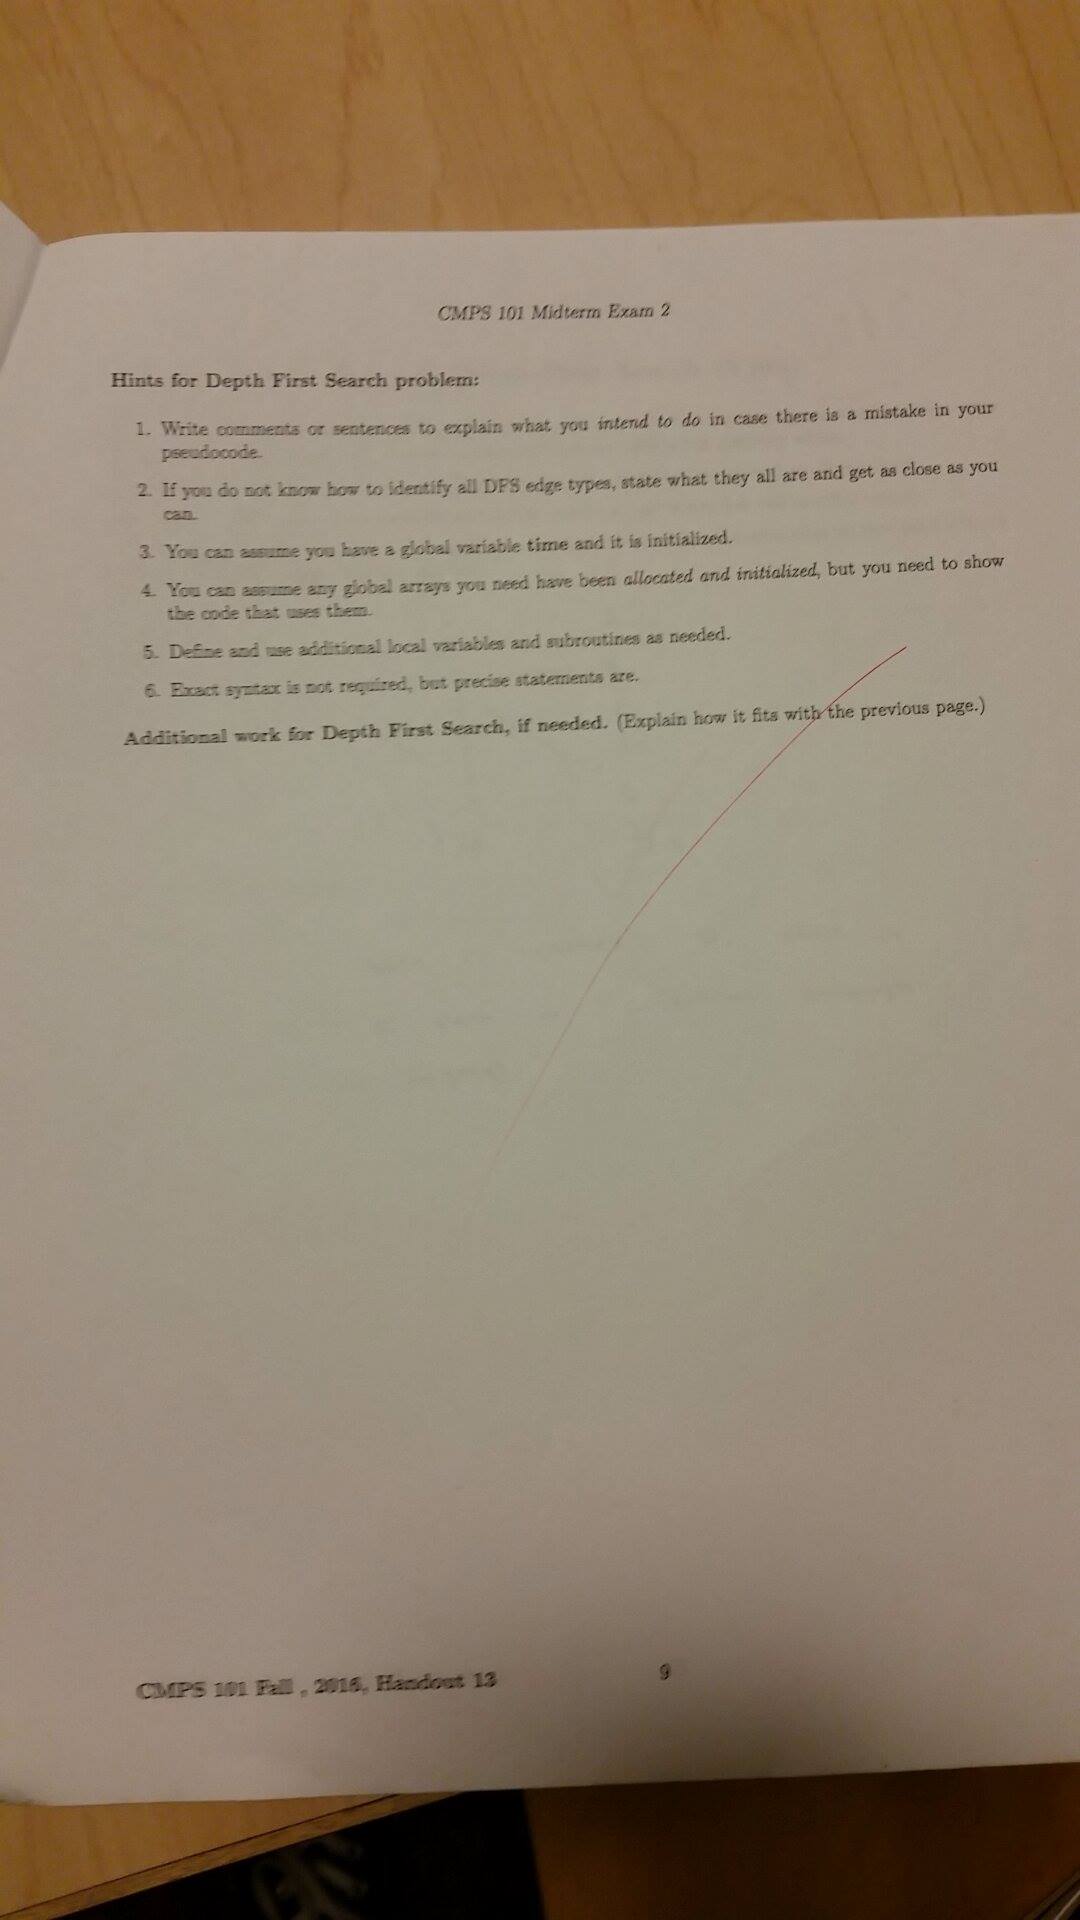 CMPS 101 Midterm Exam 2
Hints for Depth First Search problem:
1. Write comments or sentences to explain what you intend to do in case there is a mistake in your
pseudocode.
2. If you do not know how to identify all DFS edge types, state what they all are and get as close as you
can.
3. You can assume you have a global variable time and it is initialized.
4. You can assume any global arrays you need have been allocated and initialized, but you need to show
the code that uses them.
5. Define and use additional local variables and subroutines as needed.
6. Exact syntax is not required, but precise statements are.
Additional work for Depth First Search, if needed. (Explain how it fits with the previous page.)
CMPS 101 Fall , 2016, Handout 13 9